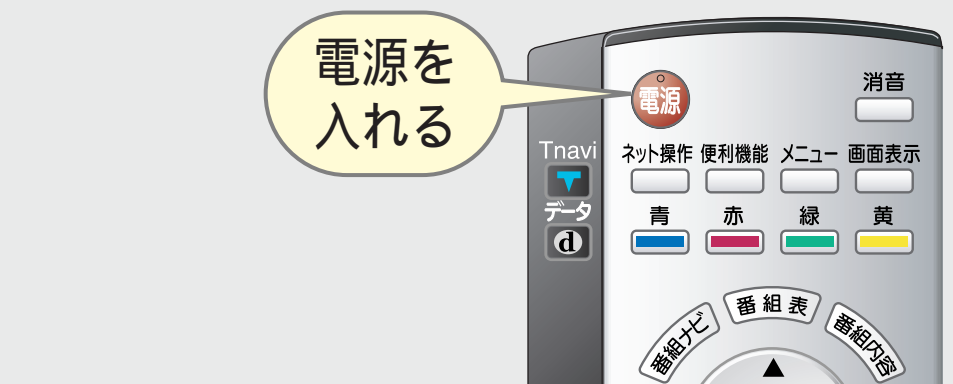 電源を
入れる
電源
消音
Tnavi
ネット操作 便利機能 メニュー 画面表示
データ
青 赤 緑 黄
d
番組ナビ 番組表 番組内容